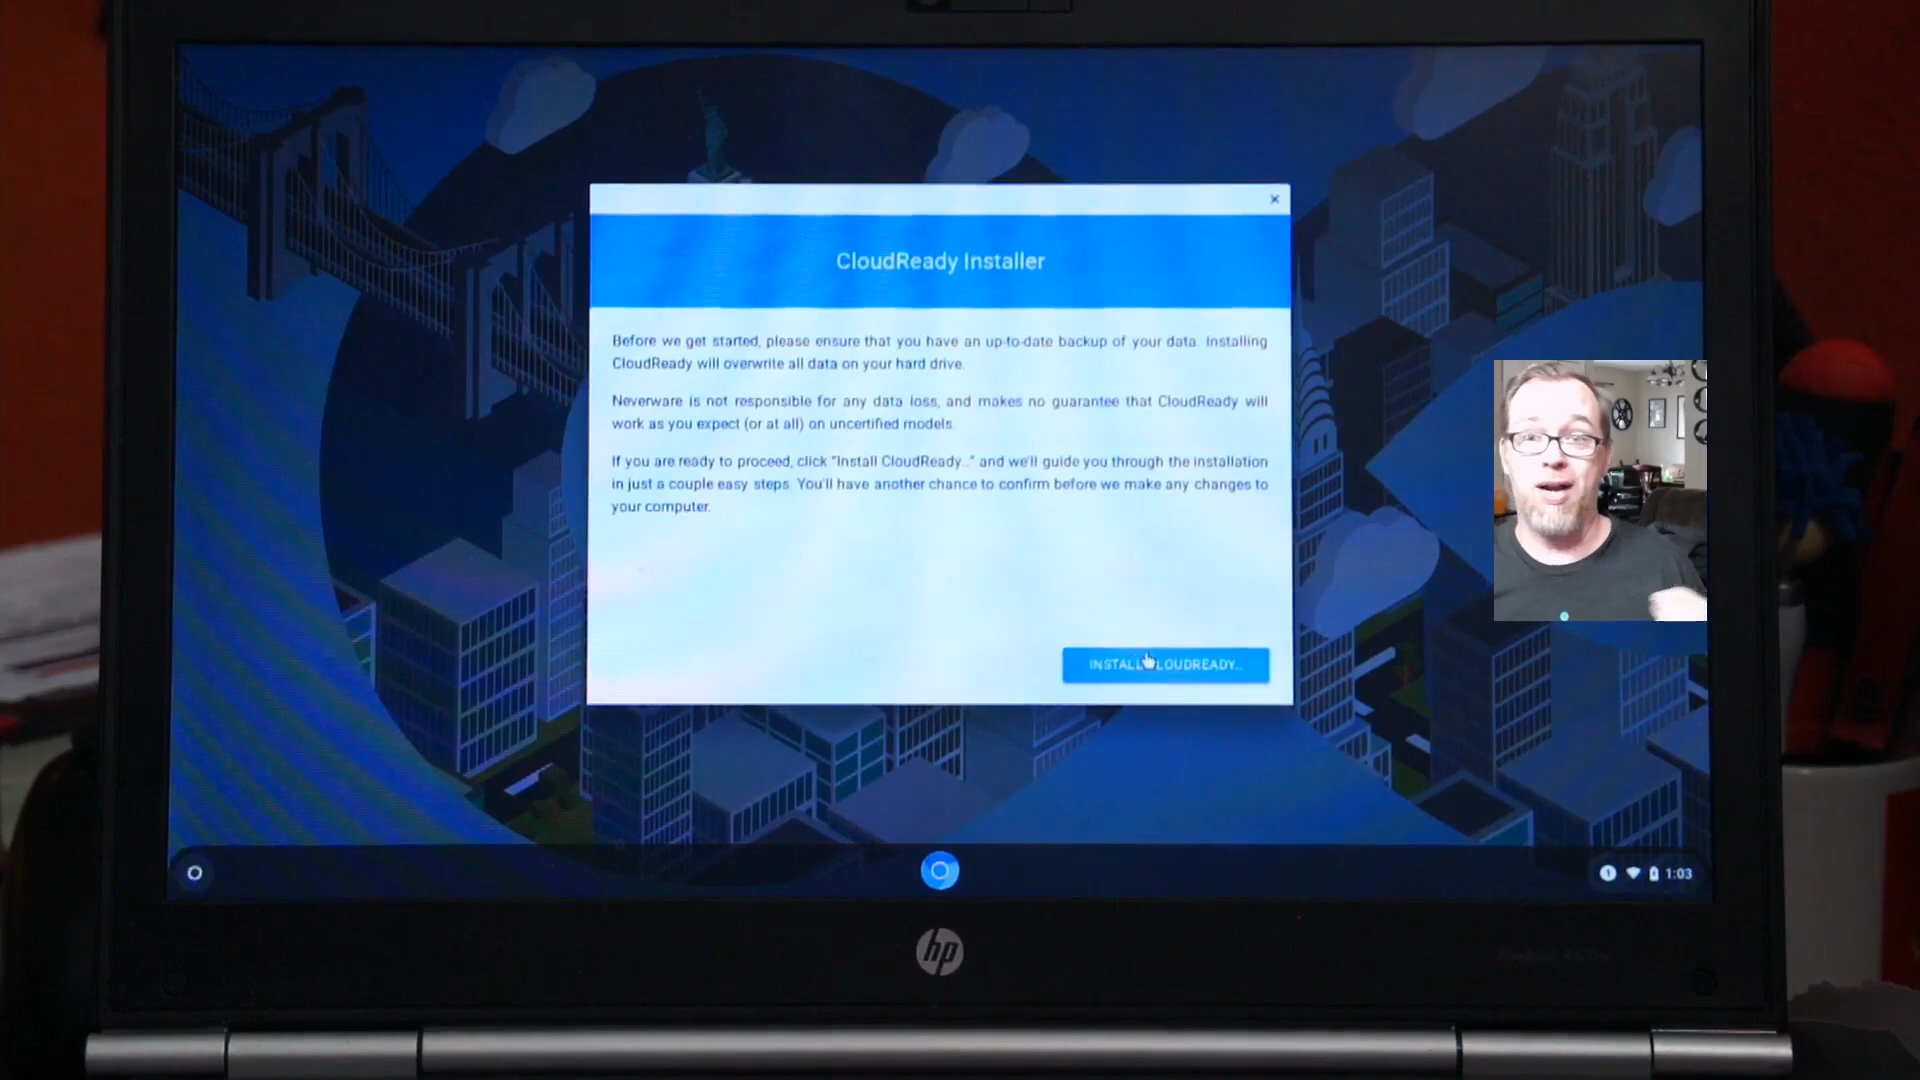 CloudReady Installer
Before we get started, please ensure that you have an up-to-date backup of your data. Installing
CloudReady will overwrite all data on your hard drive.
Neverware is not responsible for any data loss, and makes no guarantee that CloudReady will
work as you expect (or at all) on uncertified models.
If you are ready to proceed, click "Install CloudReady..." and we'll guide you through the installation
in just a couple easy steps. You'll have another chance to confirm before we make any changes to
your computer.
INSTALL CLOUDREADY...
1 1:03
hp